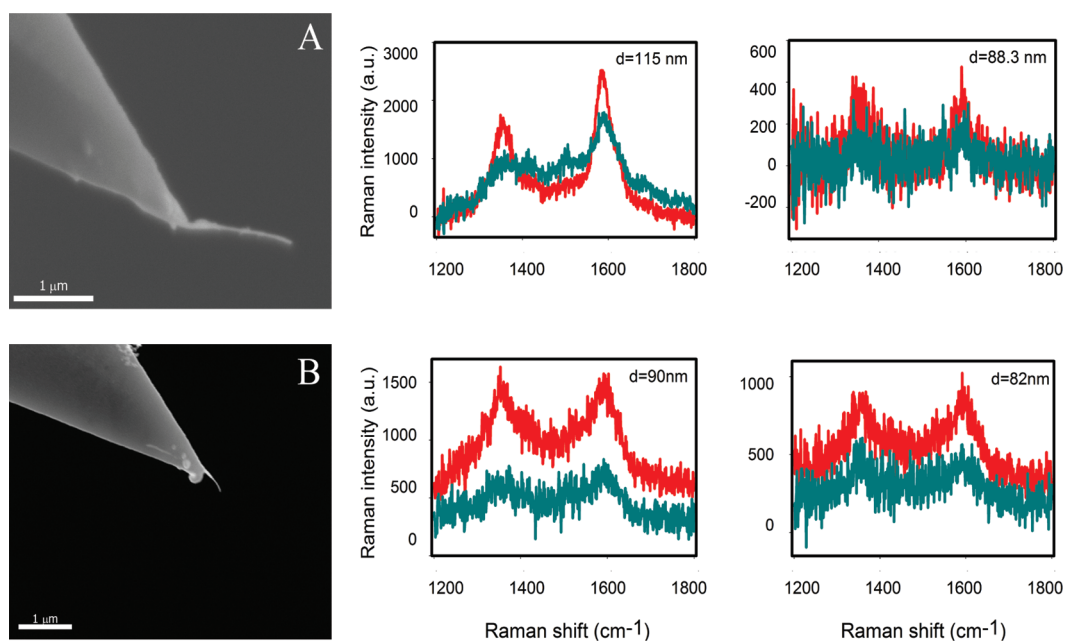 A
1 μm
Raman intensity (a.u.)
3000
2000
1000
0
d=115 nm
1200 1400 1600 1800
600
400
200
0
-200
d=88.3 nm
1200 1400 1600 1800
B
1 μm
Raman intensity (a.u.)
1500
1000
500
0
d=90nm
1200 1400 1600 1800
Raman shift (cm-1)
1000
500
0
d=82nm
1200 1400 1600 1800
Raman shift (cm-1)